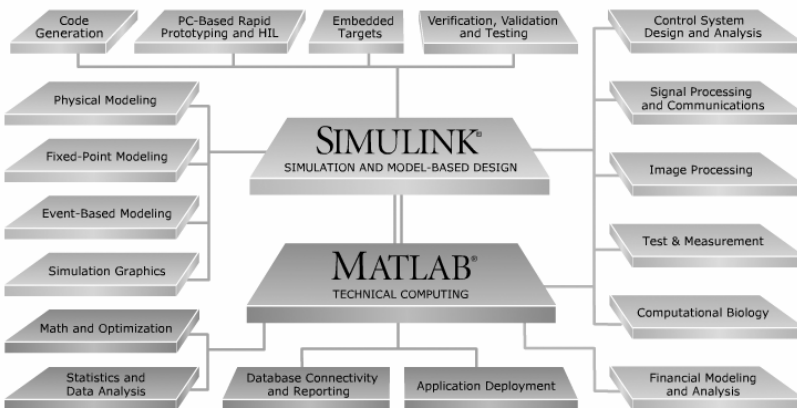 Code
Generation
PC-Based Rapid
Prototyping and HIL
Embedded
Targets
Verification, Validation
and Testing
Control System
Design and Analysis
Physical Modeling
Signal Processing
and Communications
SIMULINK®
SIMULATION AND MODEL-BASED DESIGN
Fixed-Point Modeling
Image Processing
Event-Based Modeling
Test & Measurement
MATLAB®
TECHNICAL COMPUTING
Simulation Graphics
Computational Biology
Math and Optimization
Statistics and
Data Analysis
Database Connectivity
and Reporting
Application Deployment
Financial Modeling
and Analysis